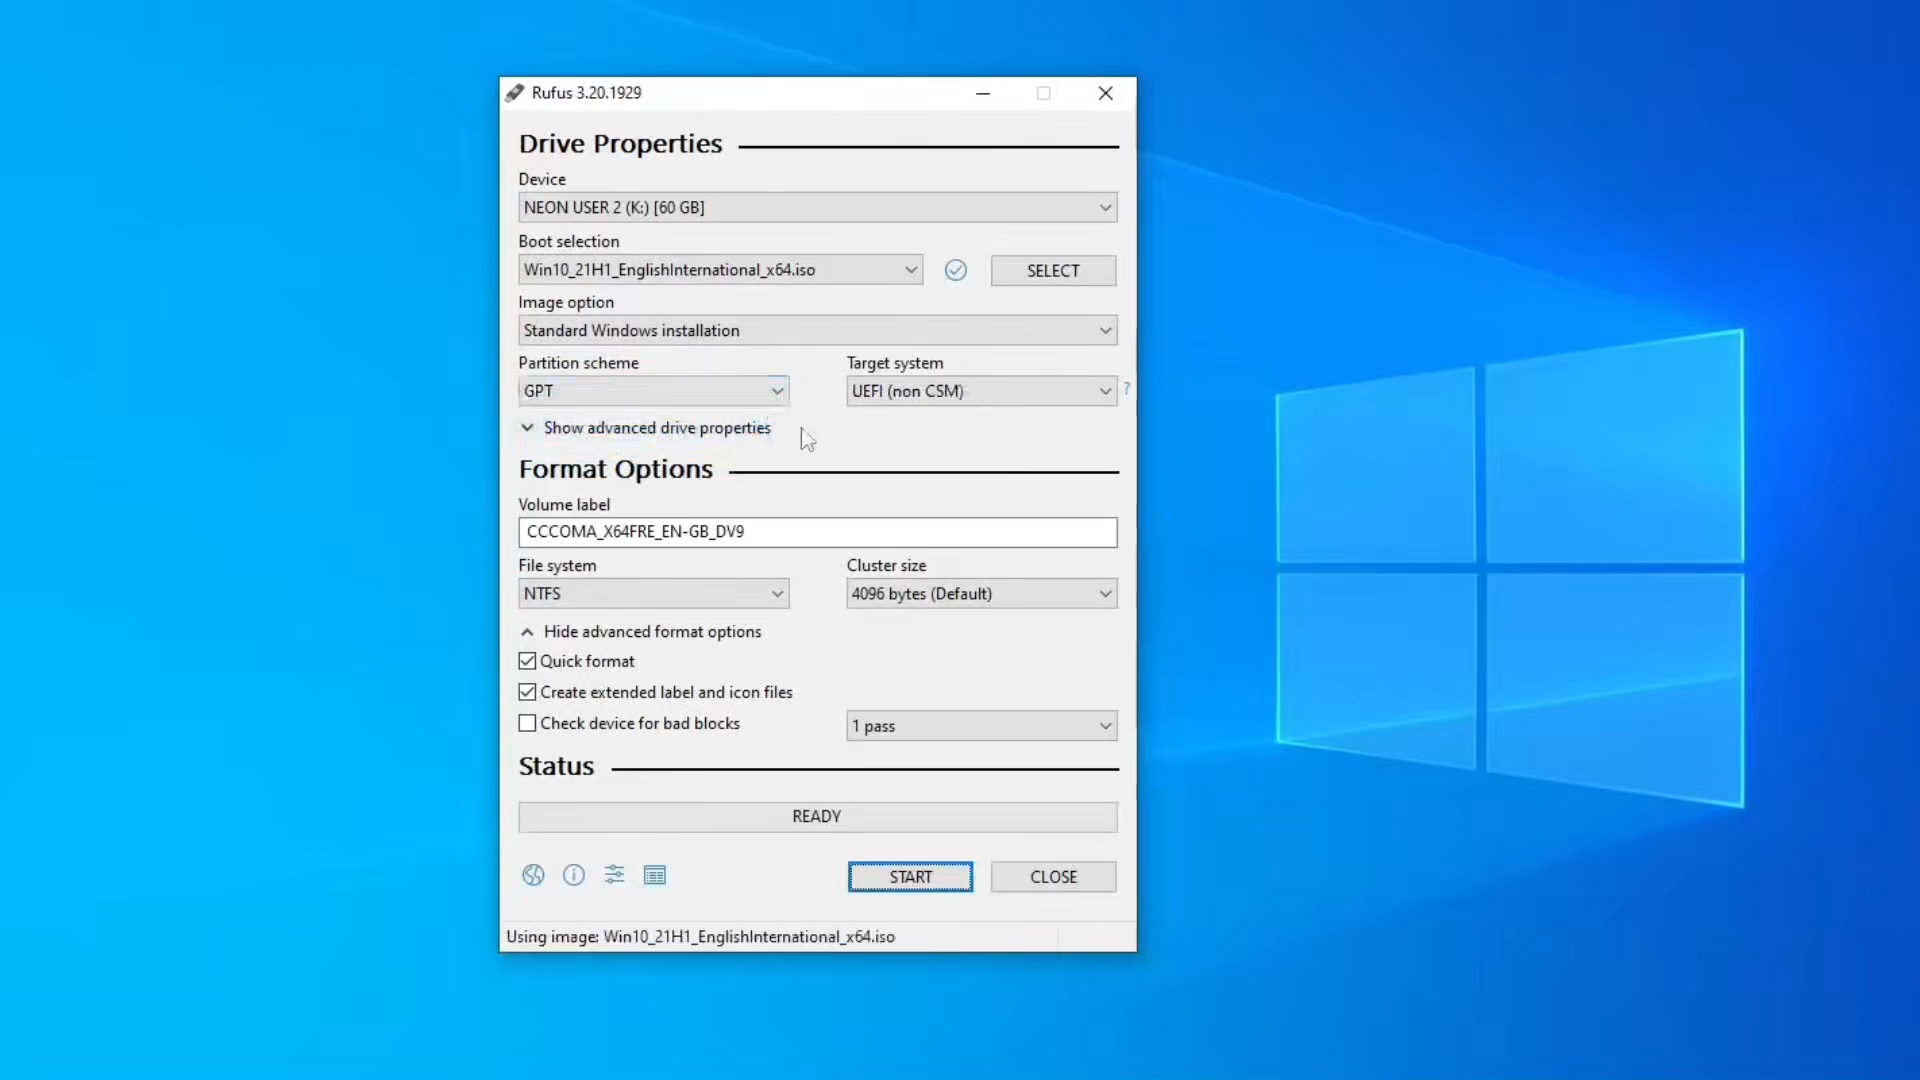 Rufus 3.20.1929
Drive Properties
Device
NEON USER 2 (K:) [60 GB]
Boot selection
Win10_21H1_EnglishInternational_x64.iso
SELECT
Image option
Standard Windows installation
Partition scheme
Target system
GPT
UEFI (non CSM)
?
Show advanced drive properties
Format Options
Volume label
CCCOMA_X64FRE_EN-GB_DV9
File system
Cluster size
NTFS
4096 bytes (Default)
Hide advanced format options
Quick format
Create extended label and icon files
Check device for bad blocks
1 pass
Status
READY
START
CLOSE
Using image: Win10_21H1_EnglishInternational_x64.iso